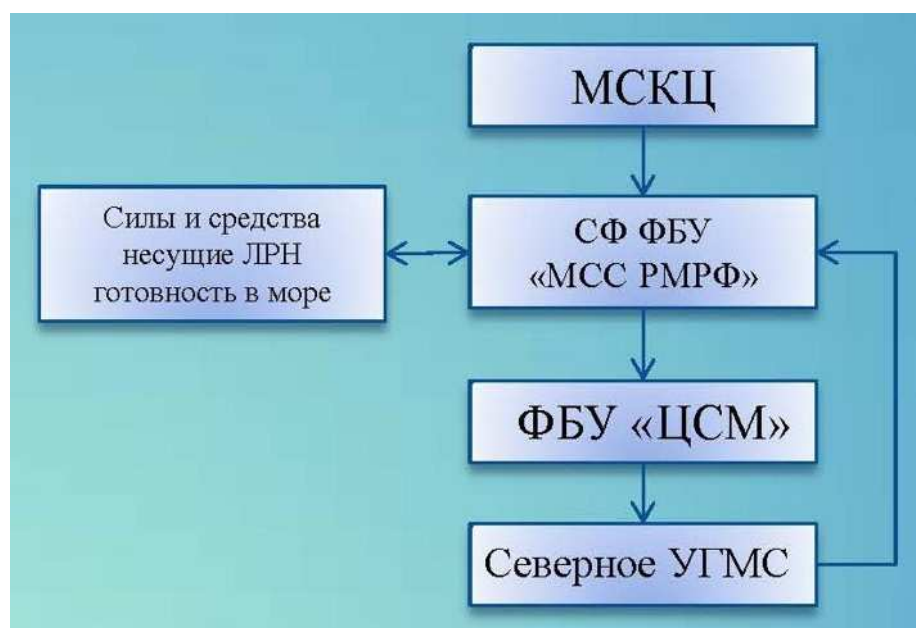 МСКЦ
Силы и средства
несущие ЛРН
готовность в море
СФ ФБУ
«МСС РМРФ»
ФБУ «ЦСМ»
Северное УГМС